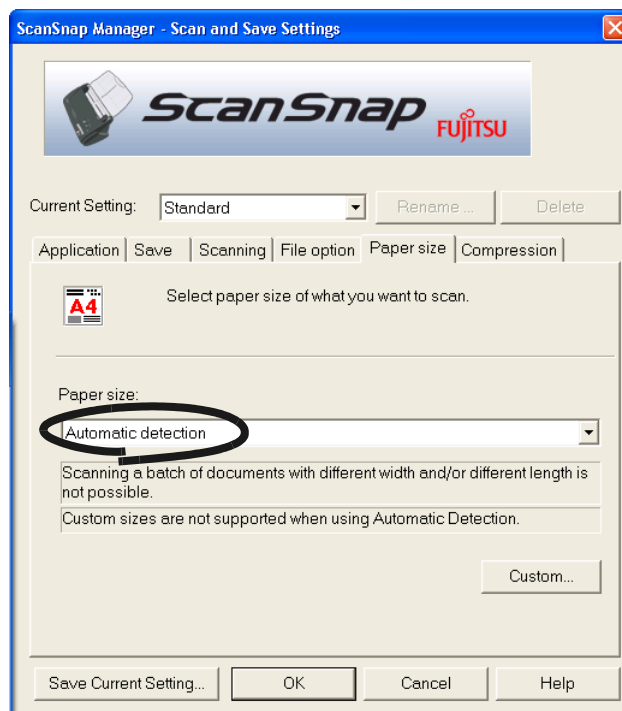 ScanSnap Manager - Scan and Save Settings
ScanSnap FUJITSU
Current Setting: Standard Rename ... Delete
Application Save Scanning File option Paper size Compression
A4 Select paper size of what you want to scan.
Paper size:
Automatic detection
Scanning a batch of documents with different width and/or different length is
not possible.
Custom sizes are not supported when using Automatic Detection.
Custom...
Save Current Setting... OK Cancel Help